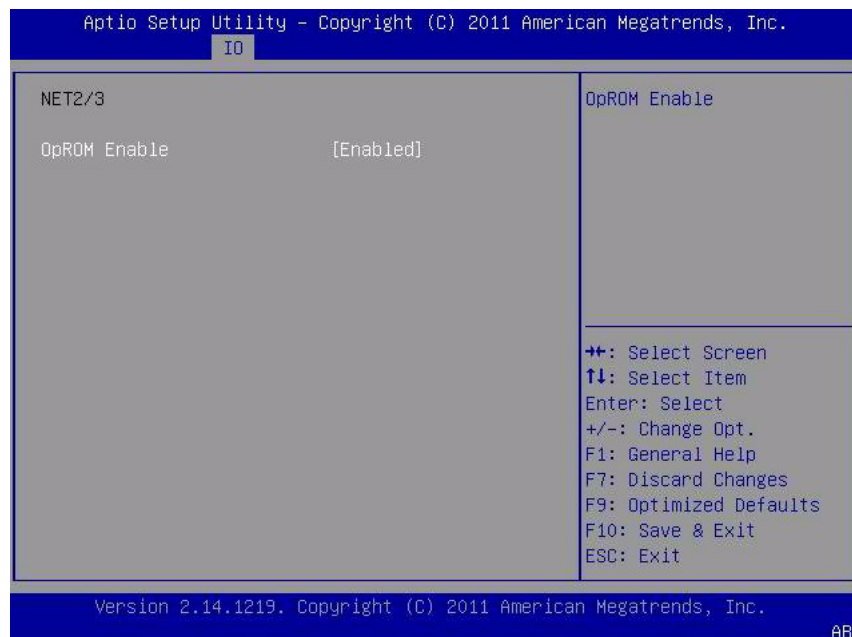 Aptio Setup Utility – Copyright (C) 2011 American Megatrends, Inc.
IO
NET2/3
OpROM Enable [Enabled]
OpROM Enable
→←: Select Screen
↑↓: Select Item
Enter: Select
+/-: Change Opt.
F1: General Help
F7: Discard Changes
F9: Optimized Defaults
F10: Save & Exit
ESC: Exit
Version 2.14.1219. Copyright (C) 2011 American Megatrends, Inc.
AB